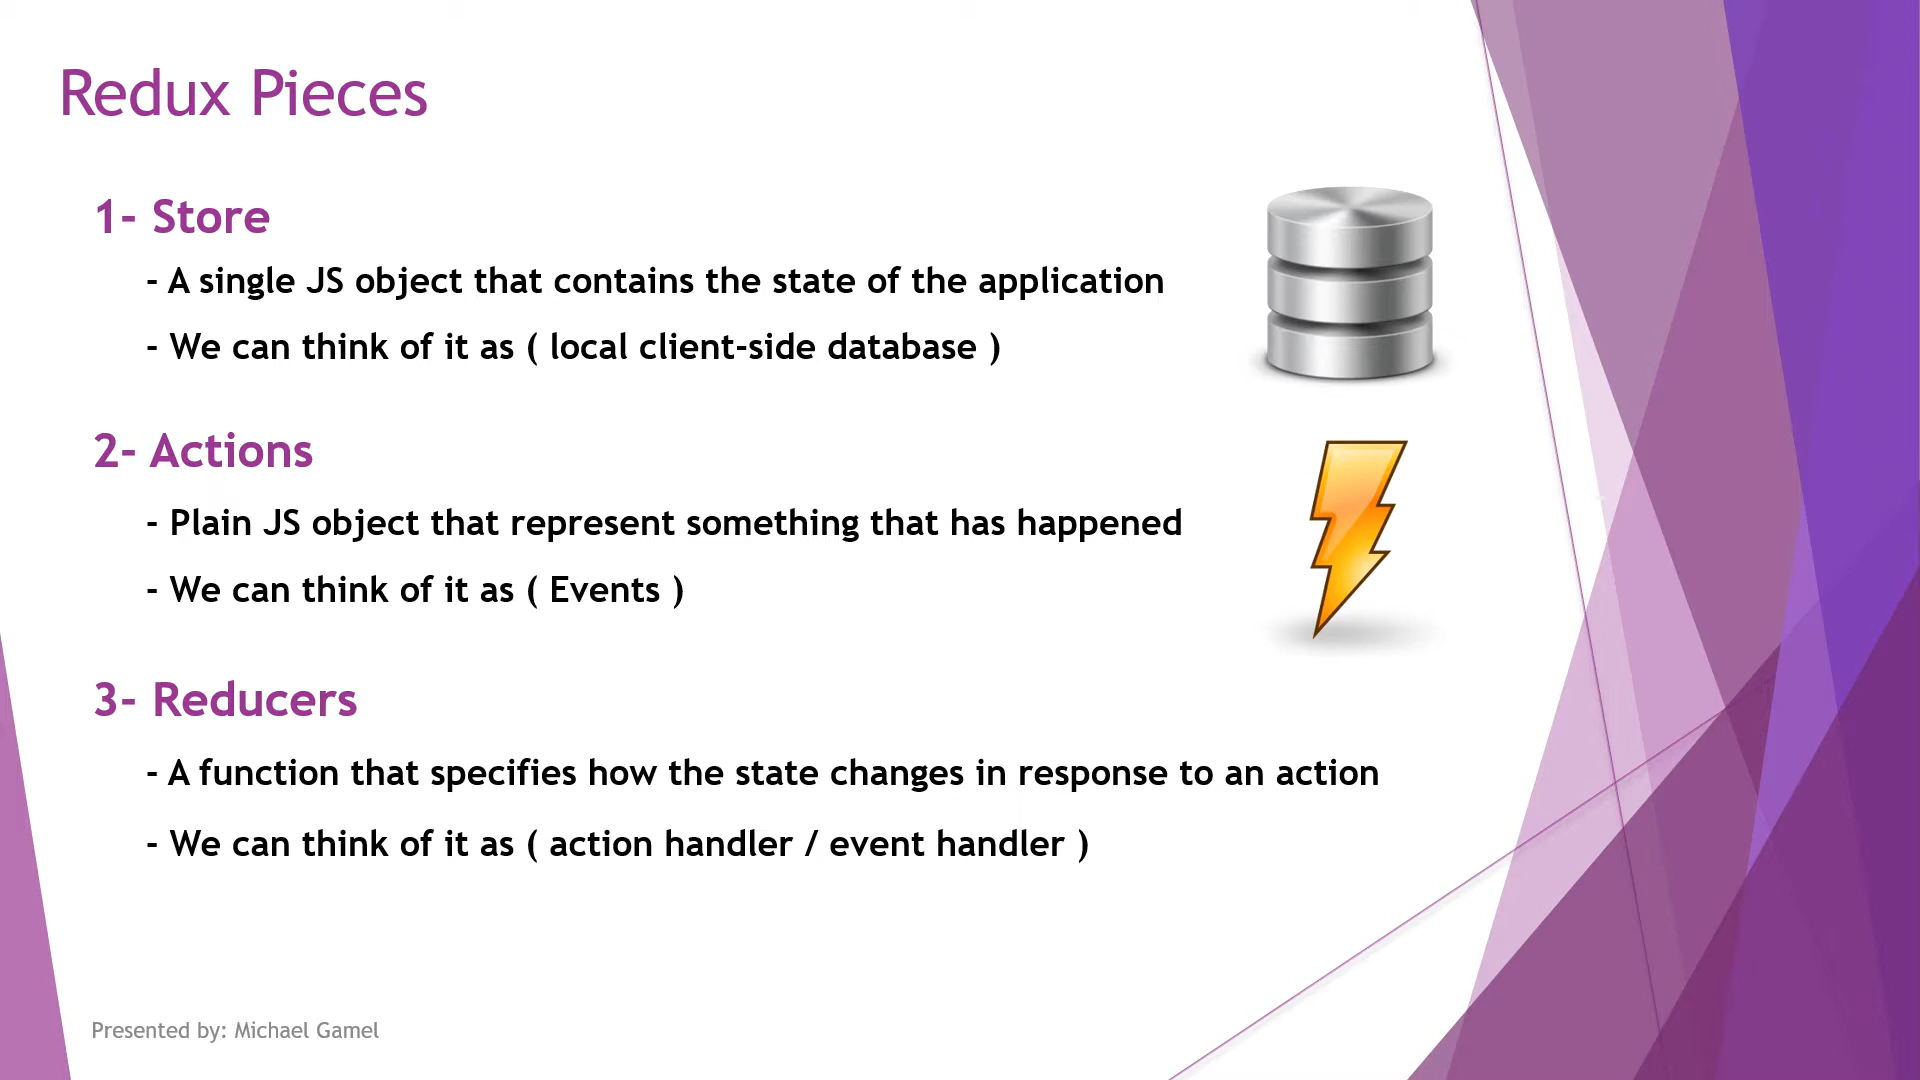 Redux Pieces
1- Store
- A single JS object that contains the state of the application
- We can think of it as ( local client-side database )
2- Actions
- Plain JS object that represent something that has happened
- We can think of it as ( Events )
3- Reducers
- A function that specifies how the state changes in response to an action
- We can think of it as ( action handler / event handler )
Presented by: Michael Gamel